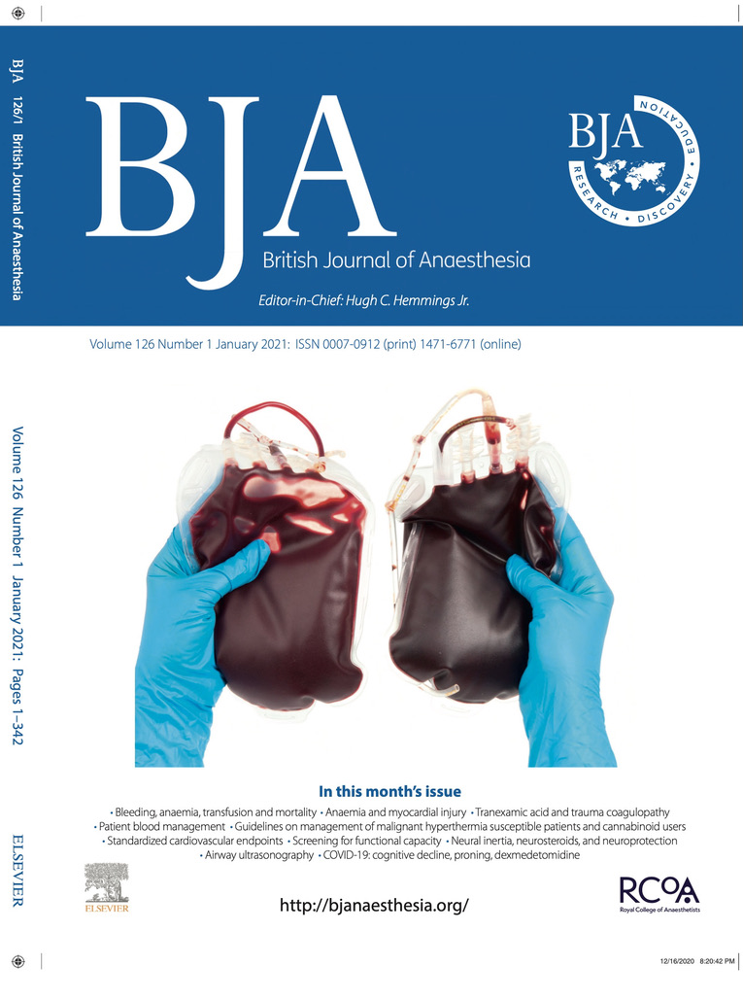 BJA 126/1 British Journal of Anaesthesia
Volume 126 Number 1 January 2021: Pages 1–342
ELSEVIER
BJA
British Journal of Anaesthesia
Editor-in-Chief: Hugh C. Hemmings Jr.
BJA
RESEARCH • DISCOVERY • EDUCATION
Volume 126 Number 1 January 2021: ISSN 0007-0912 (print) 1471-6771 (online)
In this month's issue
• Bleeding, anaemia, transfusion and mortality • Anaemia and myocardial injury • Tranexamic acid and trauma coagulopathy
• Patient blood management • Guidelines on management of malignant hyperthermia susceptible patients and cannabinoid users
• Standardized cardiovascular endpoints • Screening for functional capacity • Neural inertia, neurosteroids, and neuroprotection
• Airway ultrasonography • COVID-19: cognitive decline, proning, dexmedetomidine
ELSEVIER
http://bjanaesthesia.org/
RCOA
Royal College of Anaesthetists
12/16/2020 8:20:42 PM